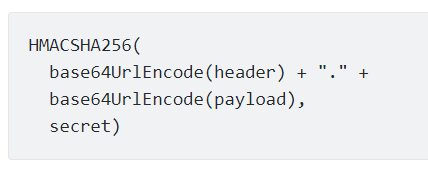 HMACSHA256(
  base64UrlEncode(header) + "." +
  base64UrlEncode(payload),
  secret)